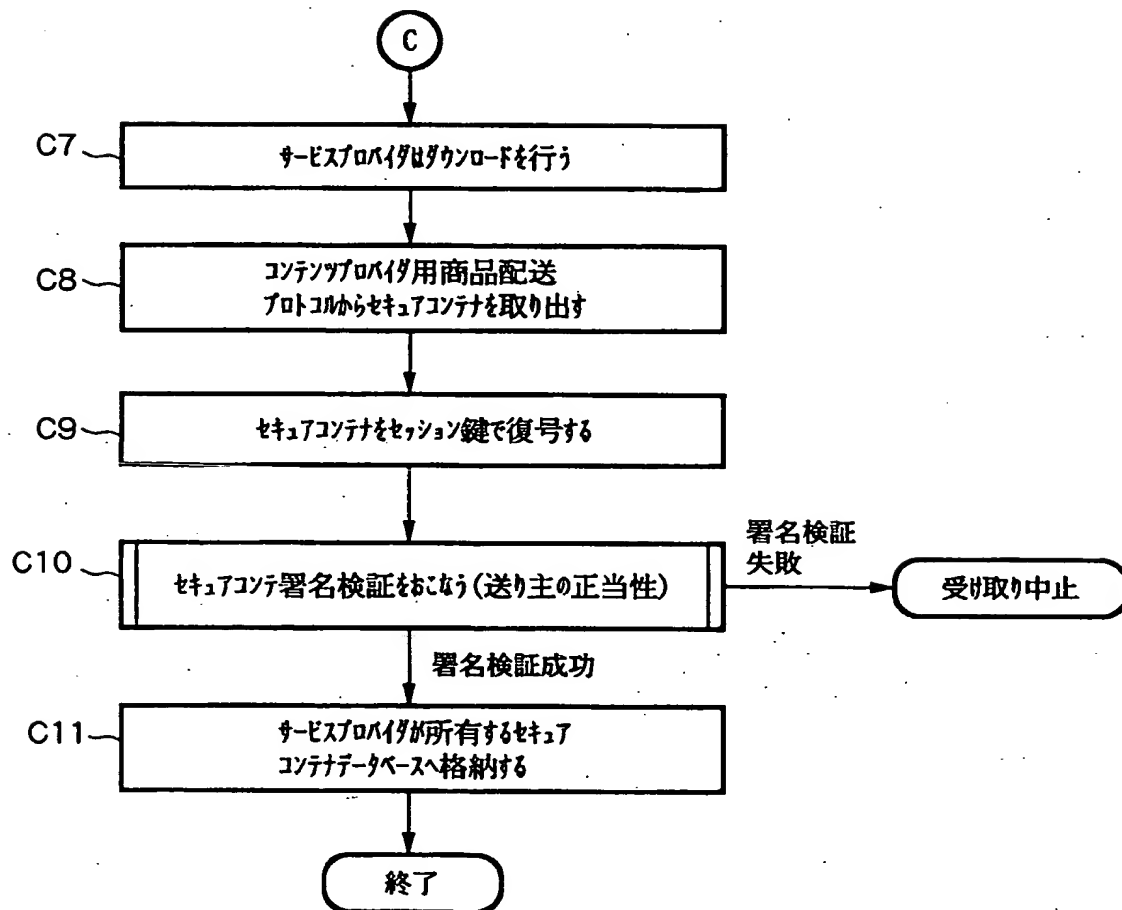 C
C7
サービスプロバイダはダウンロードを行う
C8
コンテンツプロバイダ用商品配送
プロトコルからセキュアコンテナを取り出す
C9
セキュアコンテナをセッション鍵で復号する
C10
セキュアコンテ署名検証をおこなう(送り主の正当性)
署名検証
失敗
受け取り中止
署名検証成功
C11
サービスプロバイダが所有するセキュア
コンテナデータベースへ格納する
終了